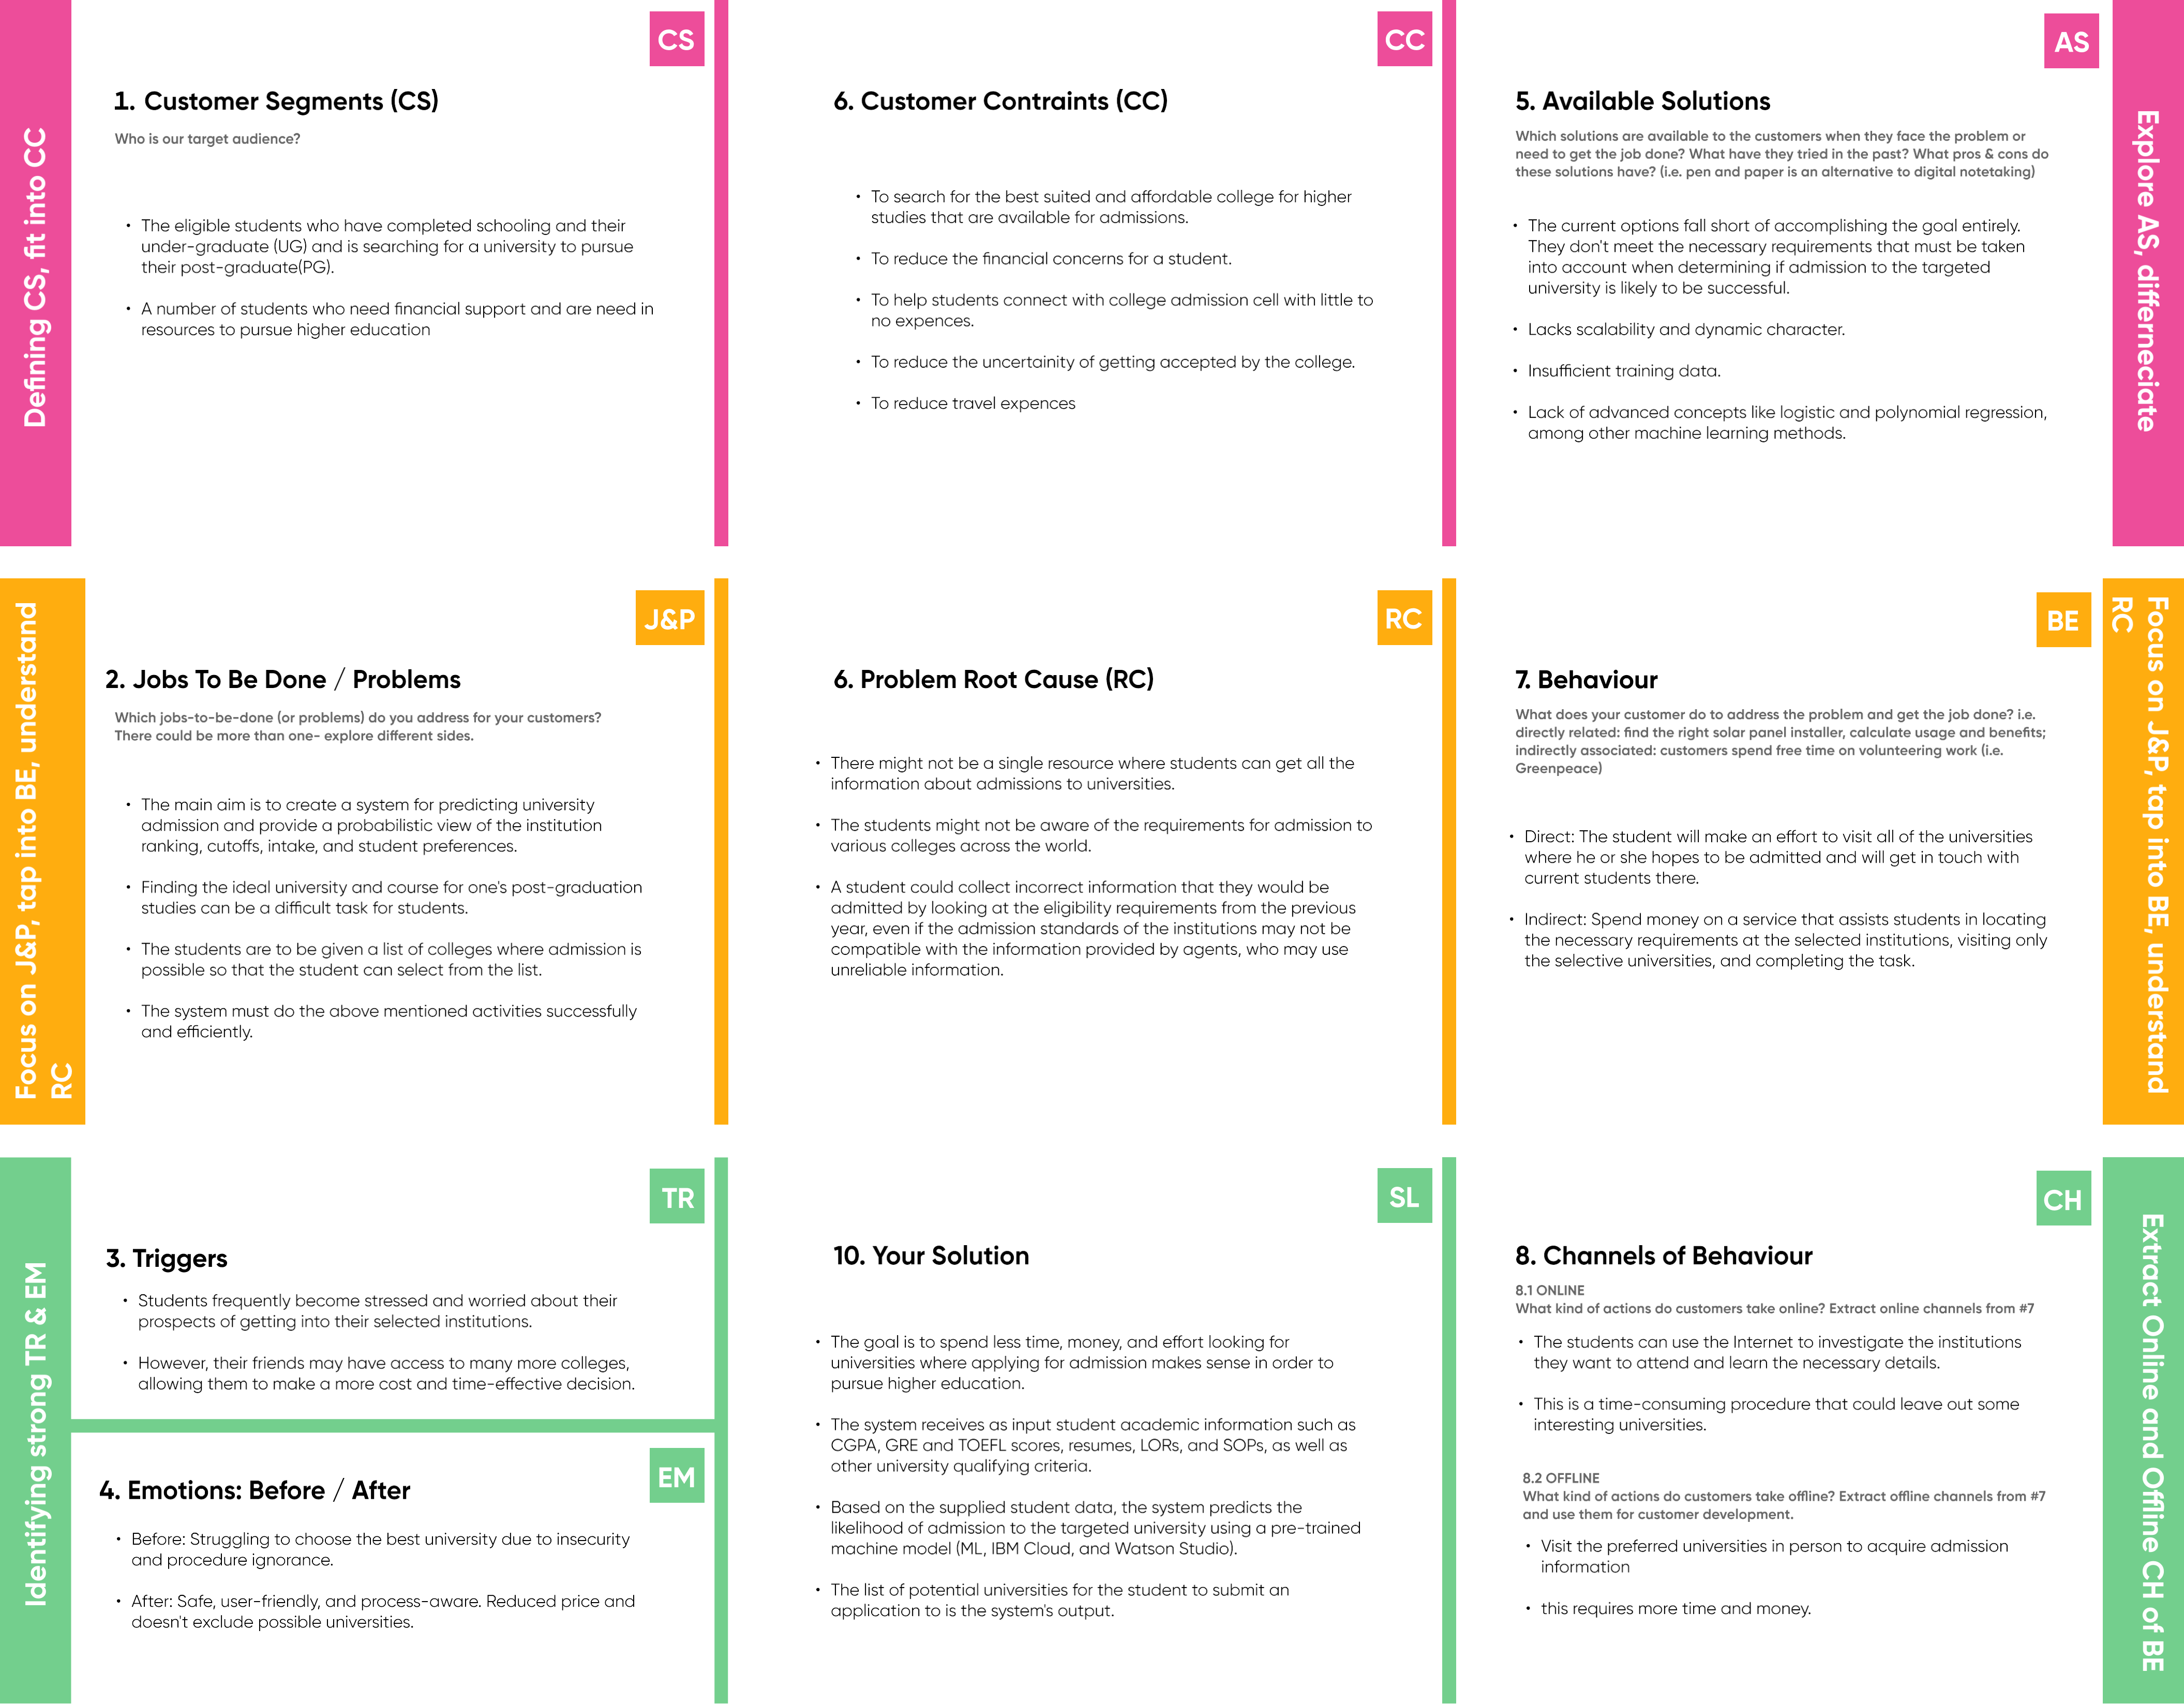 Defining CS, fit into CC
CS
1. Customer Segments (CS)
Who is our target audience?
• The eligible students who have completed schooling and their
under-graduate (UG) and is searching for a university to pursue
their post-graduate(PG).
• A number of students who need financial support and are need in
resources to pursue higher education
CC
6. Customer Contraints (CC)
• To search for the best suited and affordable college for higher
studies that are available for admissions.
• To reduce the financial concerns for a student.
• To help students connect with college admission cell with little to
no expences.
• To reduce the uncertainity of getting accepted by the college.
• To reduce travel expences
AS
5. Available Solutions
Which solutions are available to the customers when they face the problem or
need to get the job done? What have they tried in the past? What pros & cons do
these solutions have? (i.e. pen and paper is an alternative to digital notetaking)
• The current options fall short of accomplishing the goal entirely.
They don't meet the necessary requirements that must be taken
into account when determining if admission to the targeted
university is likely to be successful.
• Lacks scalability and dynamic character.
• Insufficient training data.
• Lack of advanced concepts like logistic and polynomial regression,
among other machine learning methods.
Explore AS, differneciate
Focus on J&P, tap into BE, understand
RC
J&P
2. Jobs To Be Done / Problems
Which jobs-to-be-done (or problems) do you address for your customers?
There could be more than one- explore different sides.
• The main aim is to create a system for predicting university
admission and provide a probabilistic view of the institution
ranking, cutoffs, intake, and student preferences.
• Finding the ideal university and course for one's post-graduation
studies can be a difficult task for students.
• The students are to be given a list of colleges where admission is
possible so that the student can select from the list.
• The system must do the above mentioned activities successfully
and efficiently.
RC
6. Problem Root Cause (RC)
• There might not be a single resource where students can get all the
information about admissions to universities.
• The students might not be aware of the requirements for admission to
various colleges across the world.
• A student could collect incorrect information that they would be
admitted by looking at the eligibility requirements from the previous
year, even if the admission standards of the institutions may not be
compatible with the information provided by agents, who may use
unreliable information.
BE
7. Behaviour
What does your customer do to address the problem and get the job done? i.e.
directly related: find the right solar panel installer, calculate usage and benefits;
indirectly associated: customers spend free time on volunteering work (i.e.
Greenpeace)
• Direct: The student will make an effort to visit all of the universities
where he or she hopes to be admitted and will get in touch with
current students there.
• Indirect: Spend money on a service that assists students in locating
the necessary requirements at the selected institutions, visiting only
the selective universities, and completing the task.
Focus on J&P, tap into BE, understand
RC
Identifying strong TR & EM
TR
3. Triggers
• Students frequently become stressed and worried about their
prospects of getting into their selected institutions.
• However, their friends may have access to many more colleges,
allowing them to make a more cost and time-effective decision.
EM
4. Emotions: Before / After
• Before: Struggling to choose the best university due to insecurity
and procedure ignorance.
• After: Safe, user-friendly, and process-aware. Reduced price and
doesn't exclude possible universities.
SL
10. Your Solution
• The goal is to spend less time, money, and effort looking for
universities where applying for admission makes sense in order to
pursue higher education.
• The system receives as input student academic information such as
CGPA, GRE and TOEFL scores, resumes, LORs, and SOPs, as well as
other university qualifying criteria.
• Based on the supplied student data, the system predicts the
likelihood of admission to the targeted university using a pre-trained
machine model (ML, IBM Cloud, and Watson Studio).
• The list of potential universities for the student to submit an
application to is the system's output.
CH
8. Channels of Behaviour
8.1 ONLINE
What kind of actions do customers take online? Extract online channels from #7
• The students can use the Internet to investigate the institutions
they want to attend and learn the necessary details.
• This is a time-consuming procedure that could leave out some
interesting universities.
8.2 OFFLINE
What kind of actions do customers take offline? Extract offline channels from #7
and use them for customer development.
• Visit the preferred universities in person to acquire admission
information
• this requires more time and money.
Extract Online and Offline CH of BE